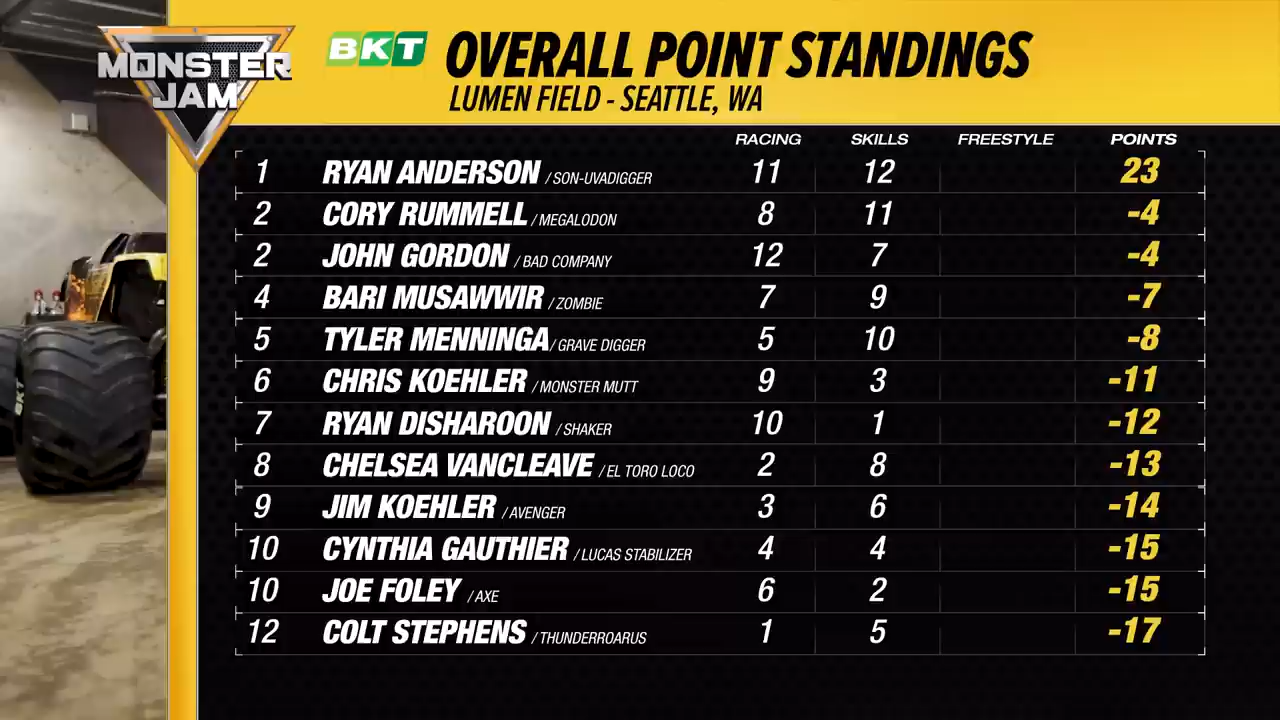 MONSTER JAM
BKT OVERALL POINT STANDINGS
LUMEN FIELD - SEATTLE, WA
RACING SKILLS FREESTYLE POINTS
1 RYAN ANDERSON / SON-UVADIGGER 11 12 23
2 CORY RUMMELL / MEGALODON 8 11 -4
2 JOHN GORDON / BAD COMPANY 12 7 -4
4 BARI MUSAWWIR / ZOMBIE 7 9 -7
5 TYLER MENNINGA / GRAVE DIGGER 5 10 -8
6 CHRIS KOEHLER / MONSTER MUTT 9 3 -11
7 RYAN DISHAROON / SHAKER 10 1 -12
8 CHELSEA VANCLEAVE / EL TORO LOCO 2 8 -13
9 JIM KOEHLER / AVENGER 3 6 -14
10 CYNTHIA GAUTHIER / LUCAS STABILIZER 4 4 -15
10 JOE FOLEY / AXE 6 2 -15
12 COLT STEPHENS / THUNDERROARUS 1 5 -17
BKT